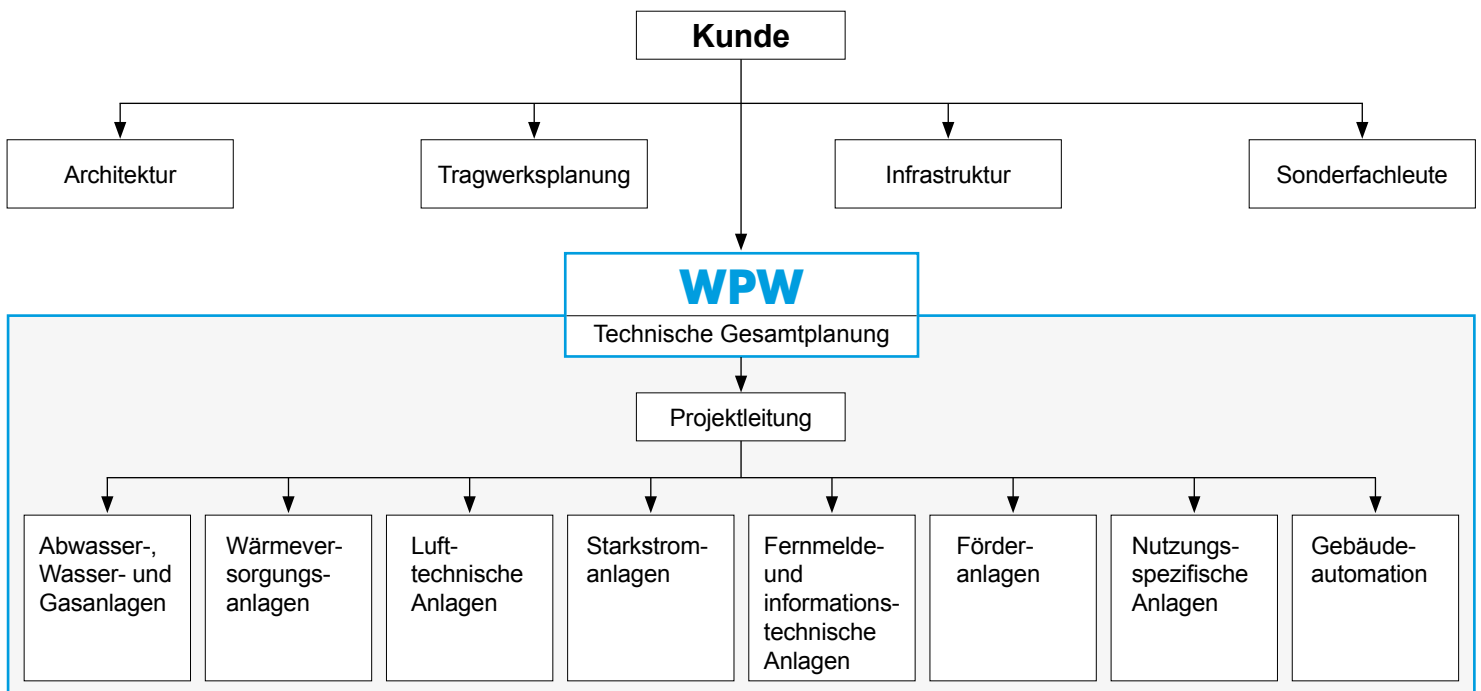 Kunde
Architektur
Tragwerksplanung
Infrastruktur
Sonderfachleute
WPW
Technische Gesamtplanung
Projektleitung
Abwasser-,
Wasser- und
Gasanlagen
Wärmever-
sorgungs-
anlagen
Luft-
technische
Anlagen
Starkstrom-
anlagen
Fernmelde-
und
informations-
technische
Anlagen
Förder-
anlagen
Nutzungs-
spezifische
Anlagen
Gebäude-
automation